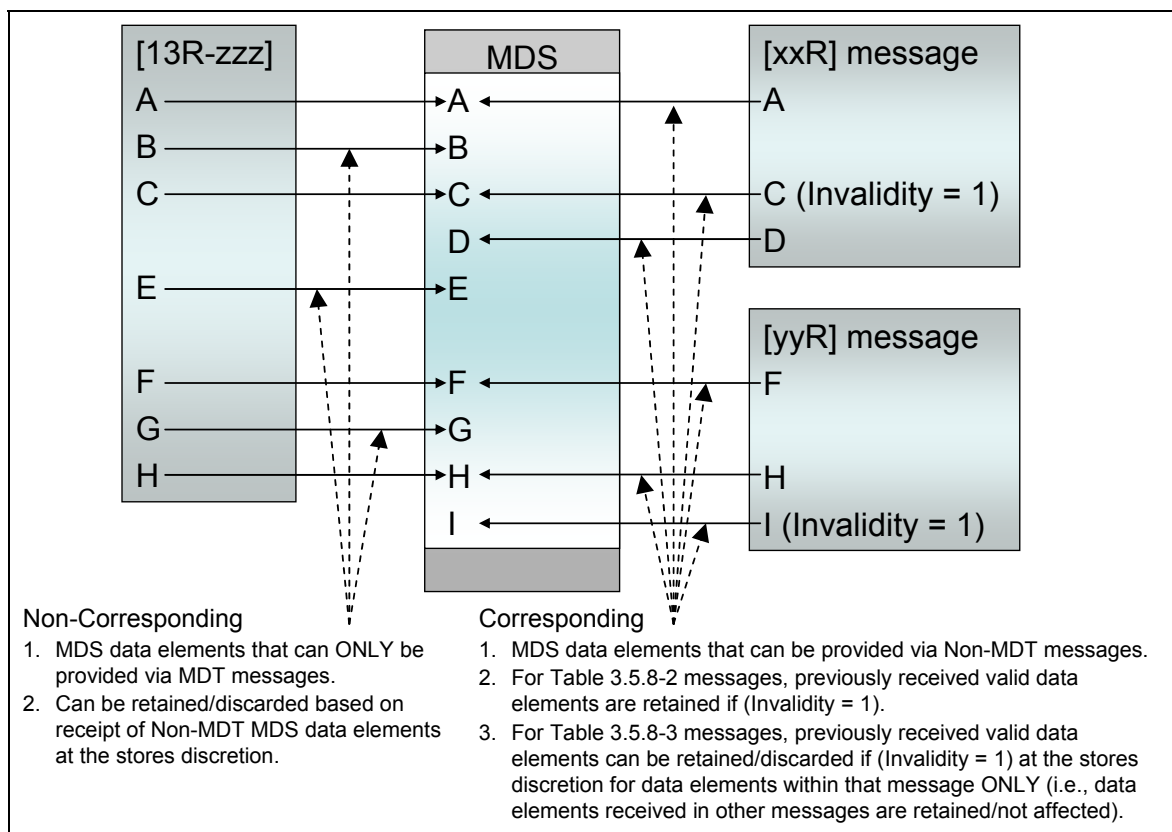 [13R-zzz]
A
B
C
E
F
G
H
MDS
A
B
C
D
E
F
G
H
I
[xxR] message
A
C (Invalidity = 1)
D
[yyR] message
F
H
I (Invalidity = 1)
Non-Corresponding
1. MDS data elements that can ONLY be
provided via MDT messages.
2. Can be retained/discarded based on
receipt of Non-MDT MDS data elements
at the stores discretion.
Corresponding
1. MDS data elements that can be provided via Non-MDT messages.
2. For Table 3.5.8-2 messages, previously received valid data
elements are retained if (Invalidity = 1).
3. For Table 3.5.8-3 messages, previously received valid data
elements can be retained/discarded if (Invalidity = 1) at the stores
discretion for data elements within that message ONLY (i.e., data
elements received in other messages are retained/not affected).